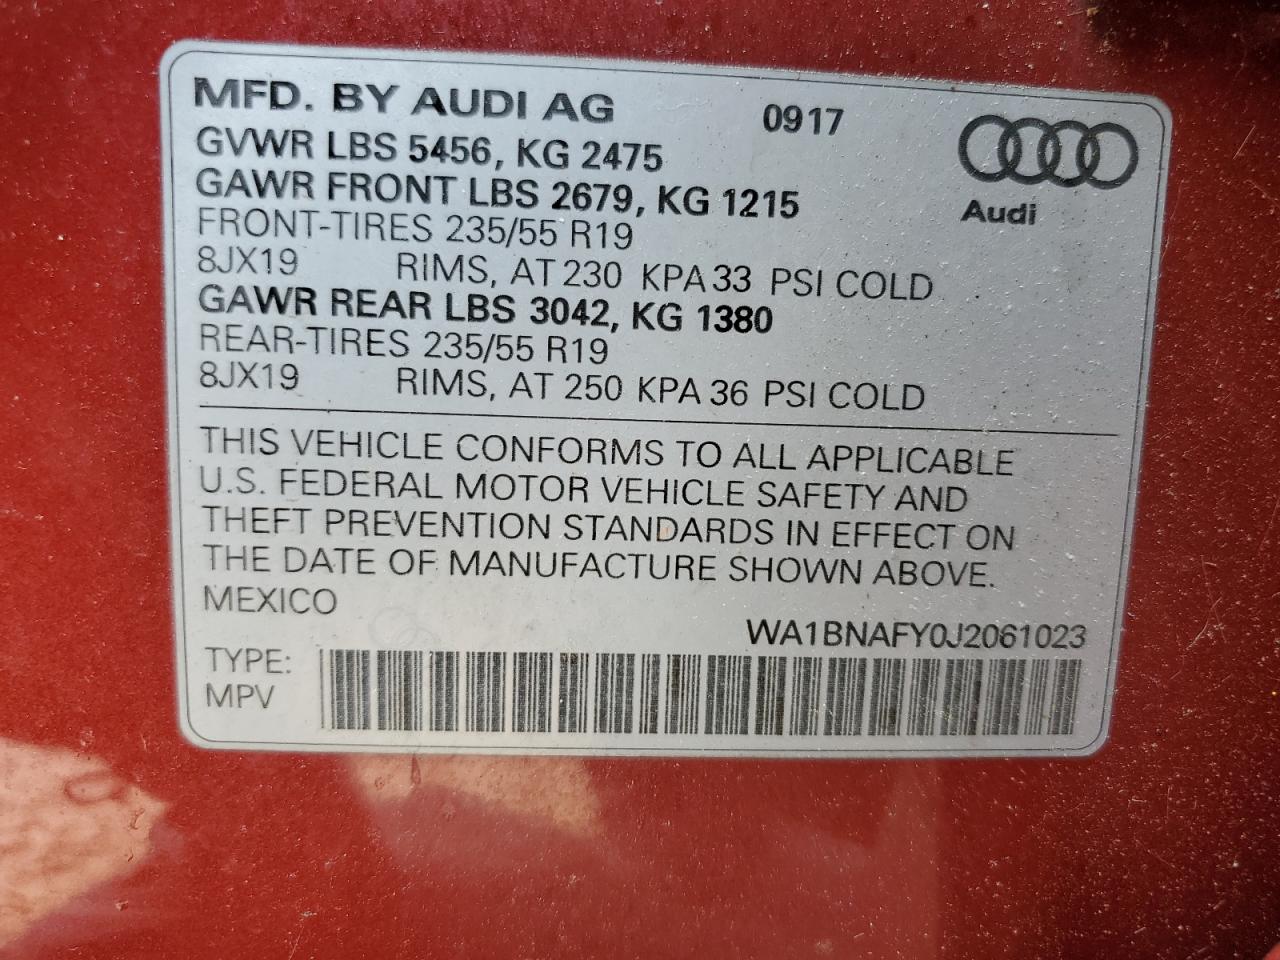 MFD. BY AUDI AG 0917
GVWR LBS 5456, KG 2475
GAWR FRONT LBS 2679, KG 1215
Audi
FRONT-TIRES 235/55 R19
8JX19 RIMS, AT 230 KPA 33 PSI COLD
GAWR REAR LBS 3042, KG 1380
REAR-TIRES 235/55 R19
8JX19 RIMS, AT 250 KPA 36 PSI COLD
THIS VEHICLE CONFORMS TO ALL APPLICABLE
U.S. FEDERAL MOTOR VEHICLE SAFETY AND
THEFT PREVENTION STANDARDS IN EFFECT ON
THE DATE OF MANUFACTURE SHOWN ABOVE.
MEXICO
WA1BNAFY0J2061023
TYPE:
MPV